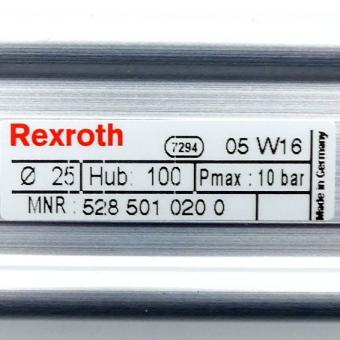 Rexroth 7294 05 W16
Ø 25 Hub: 100 Pmax : 10 bar
MNR : 528 501 020 0
Made in Germany